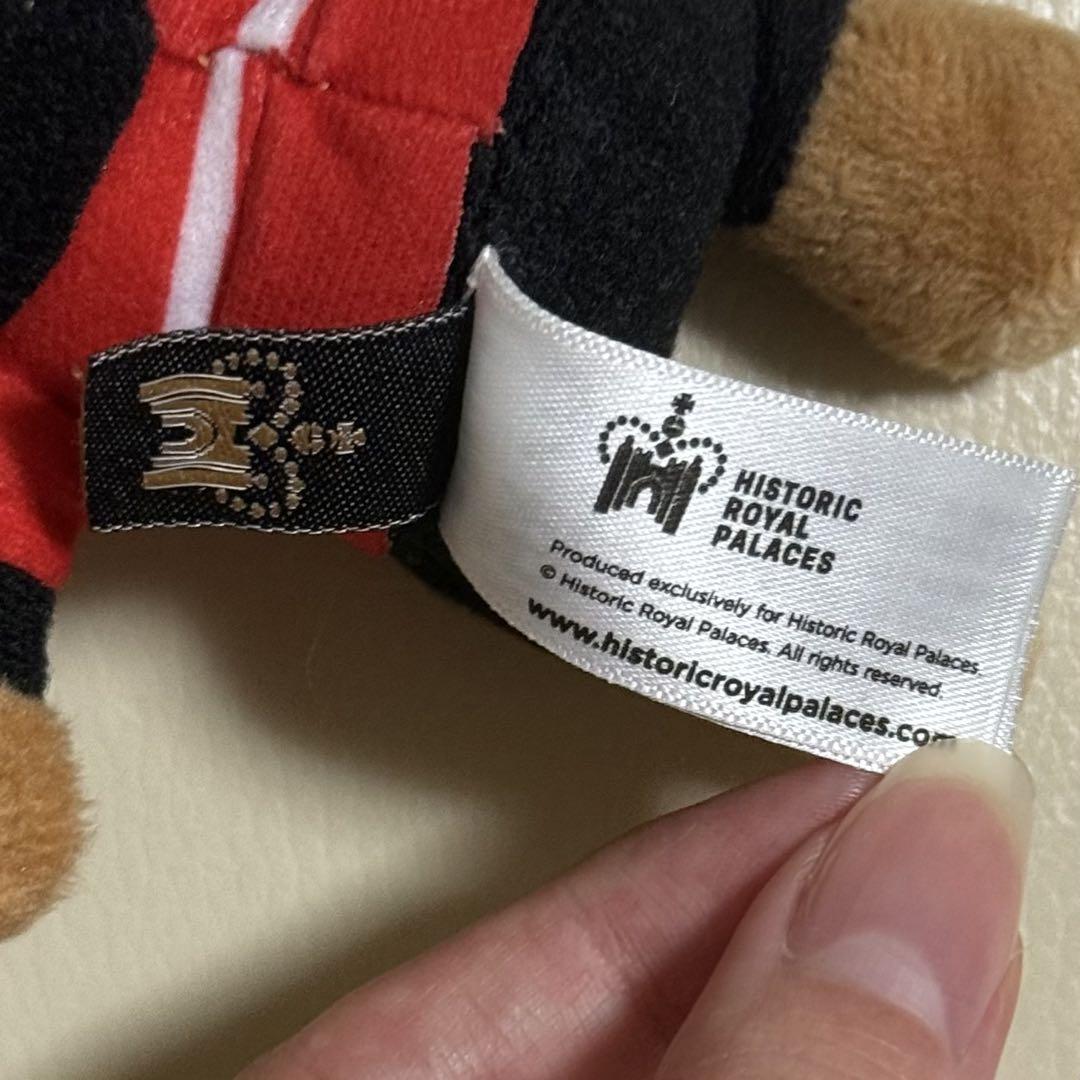 HISTORIC
ROYAL
PALACES
Produced exclusively for Historic Royal Palaces.
© Historic Royal Palaces. All rights reserved.
www.historicroyalpalaces.com